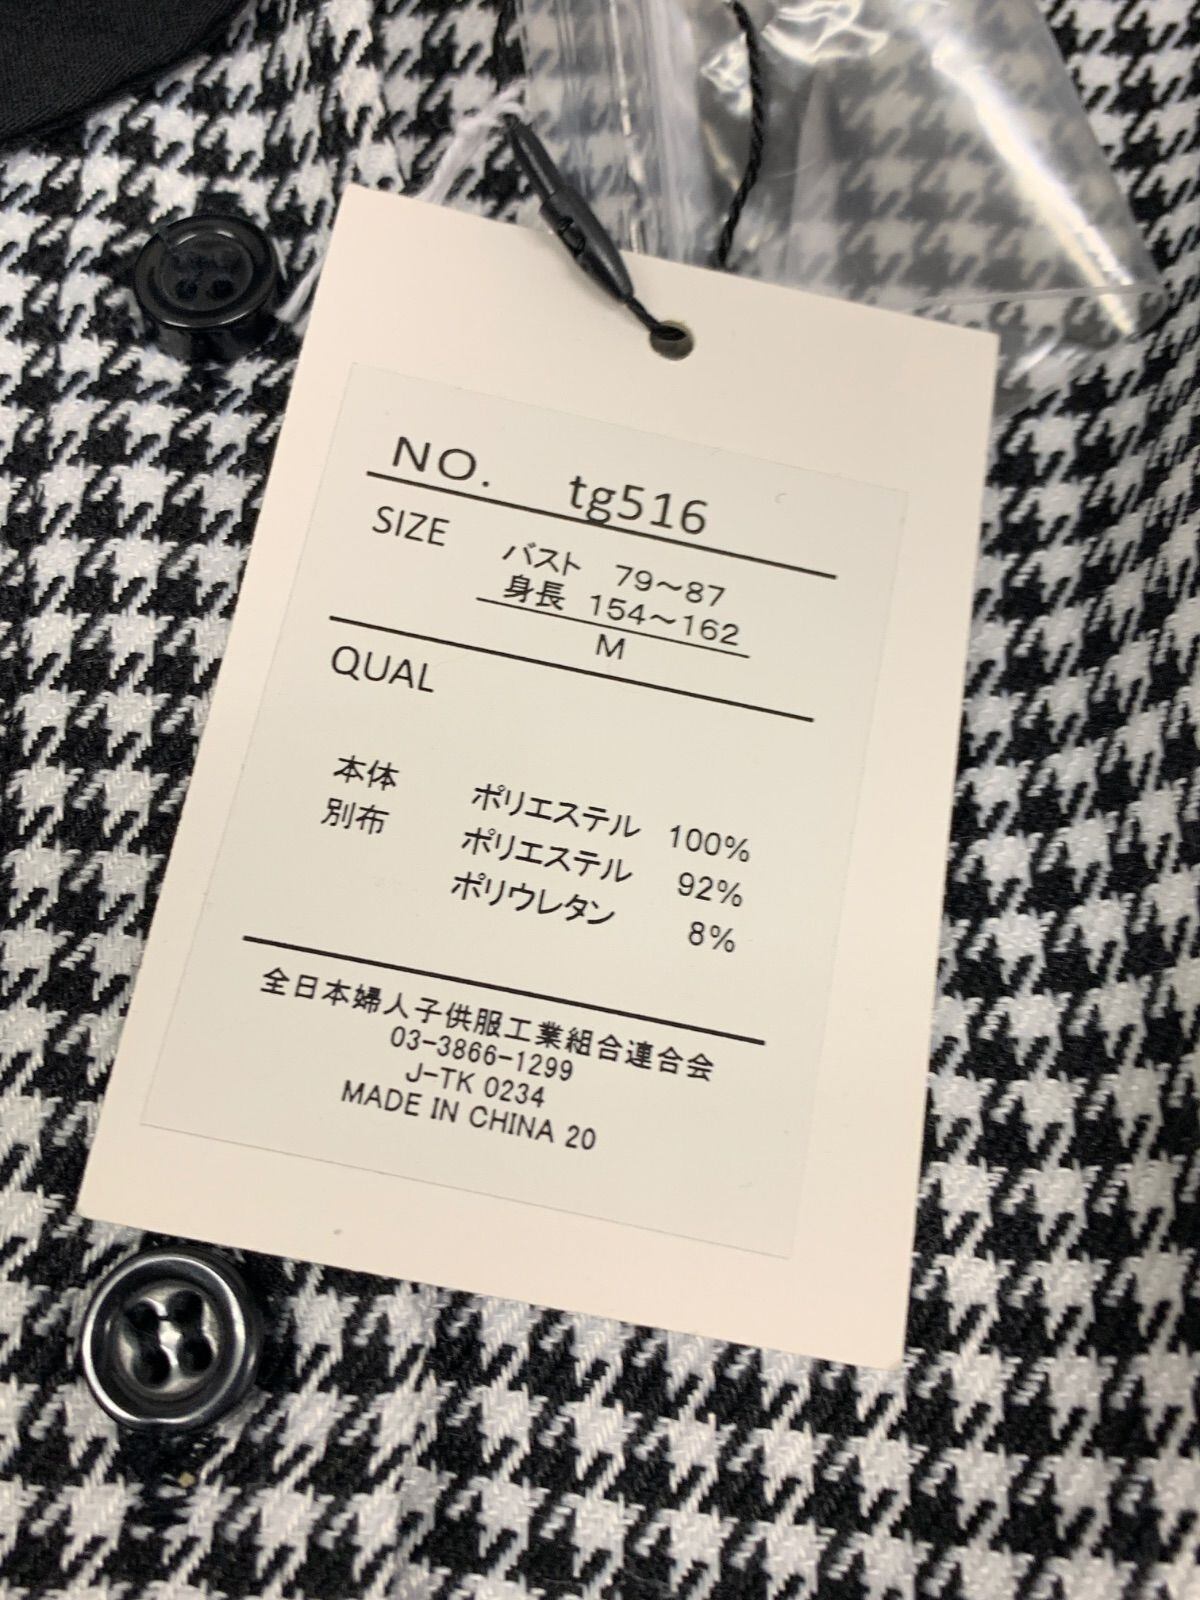 NO. tg516
SIZE バスト 79～87
身長 154～162
M
QUAL
本体 ポリエステル 100%
別布 ポリエステル 92%
ポリウレタン 8%
全日本婦人子供服工業組合連合会
03-3866-1299
J-TK 0234
MADE IN CHINA 20